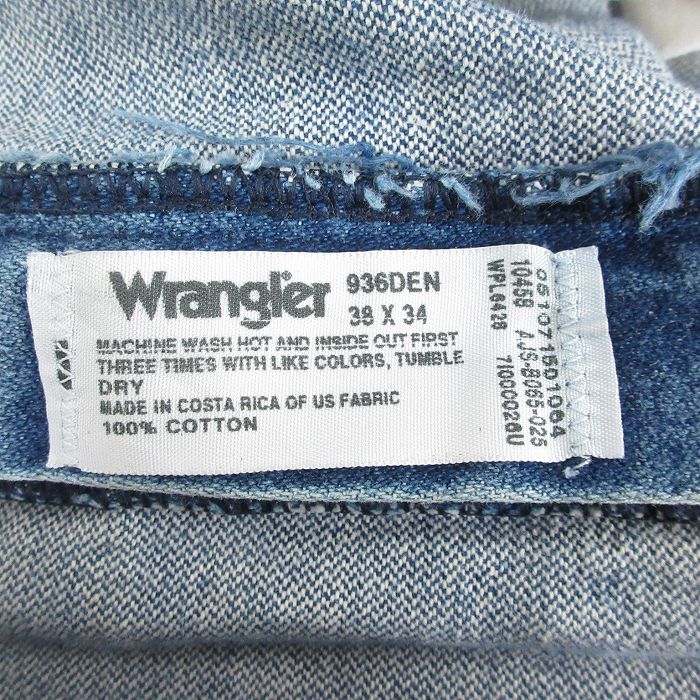 Wrangler 936DEN
38 X 34
MACHINE WASH HOT AND INSIDE OUT FIRST
THREE TIMES WITH LIKE COLORS, TUMBLE
DRY
MADE IN COSTA RICA OF US FABRIC
100% COTTON
051071501064
10458 AJS-8065-025
WPL6428 7I000026U